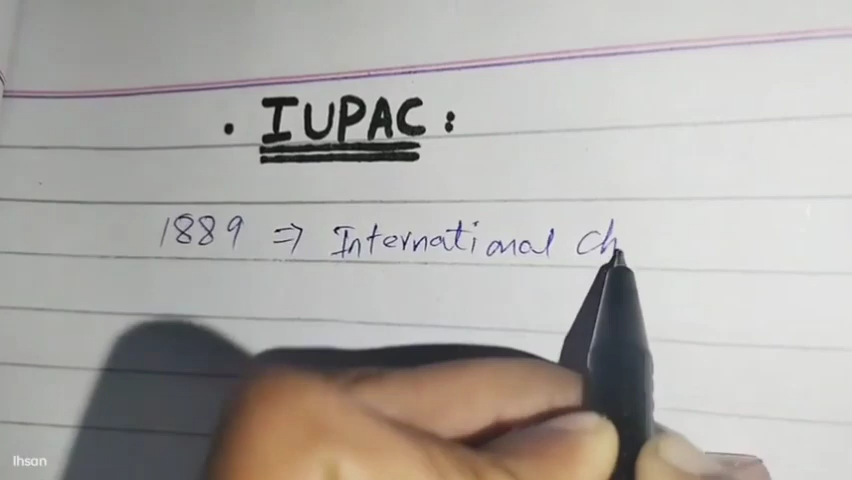 • IUPAC :
1889 ⇒ International Ch
Ihsan